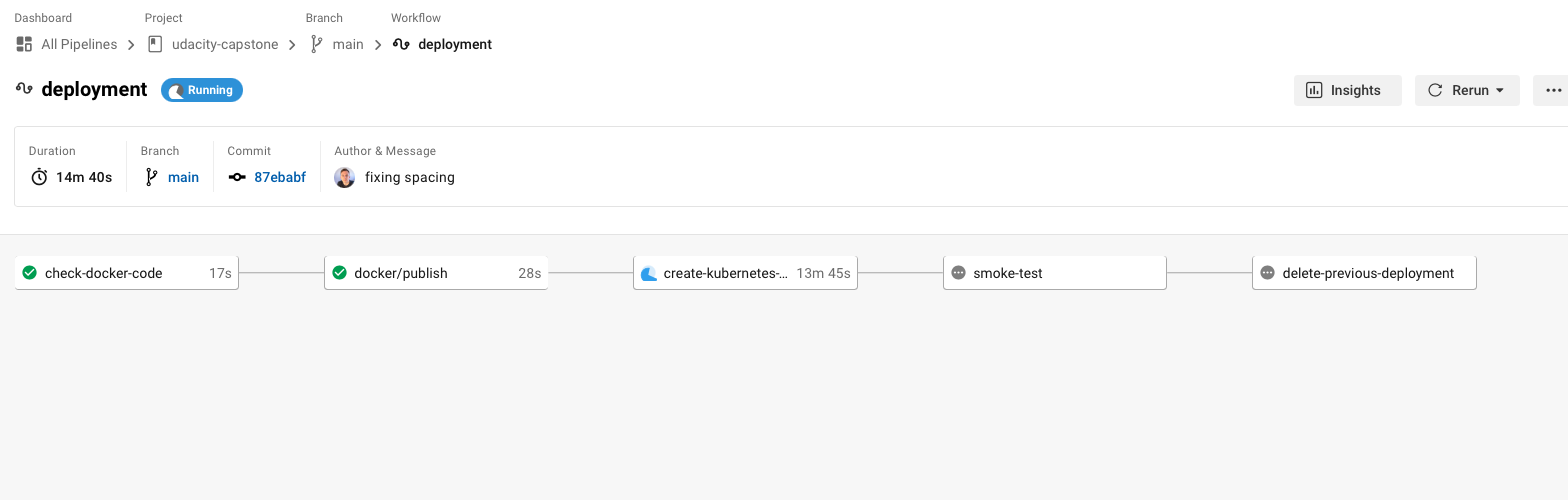 Dashboard Project Branch Workflow
All Pipelines udacity-capstone main deployment
deployment Running Insights Rerun
Duration Branch Commit Author & Message
14m 40s main 87ebabf fixing spacing
check-docker-code 17s docker/publish 28s create-kubernetes-... 13m 45s smoke-test delete-previous-deployment